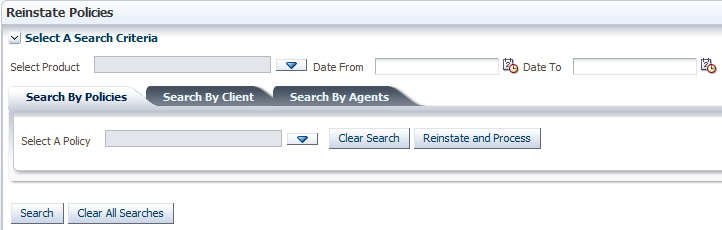 Reinstate Policies
Select A Search Criteria
Select Product Date From Date To
Search By Policies Search By Client Search By Agents
Select A Policy Clear Search Reinstate and Process
Search Clear All Searches